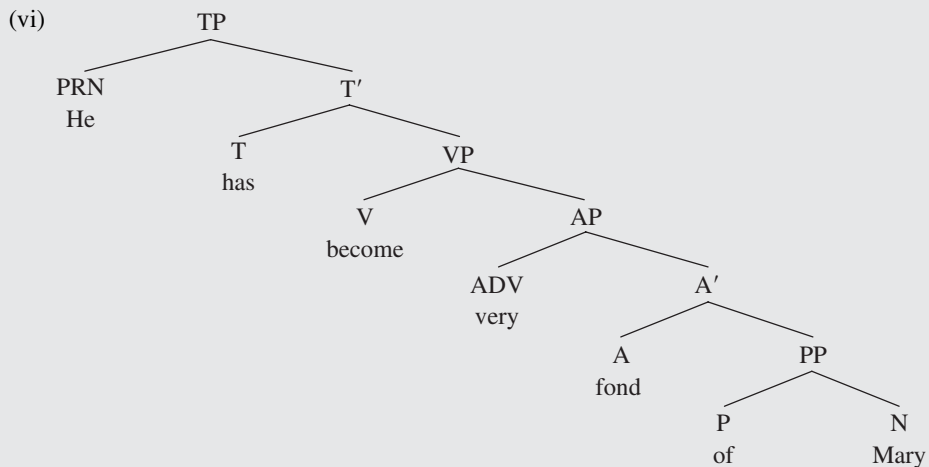 (vi) TP
PRN T′
He
T VP
has
V AP
become
ADV A′
very
A PP
fond
P N
of Mary